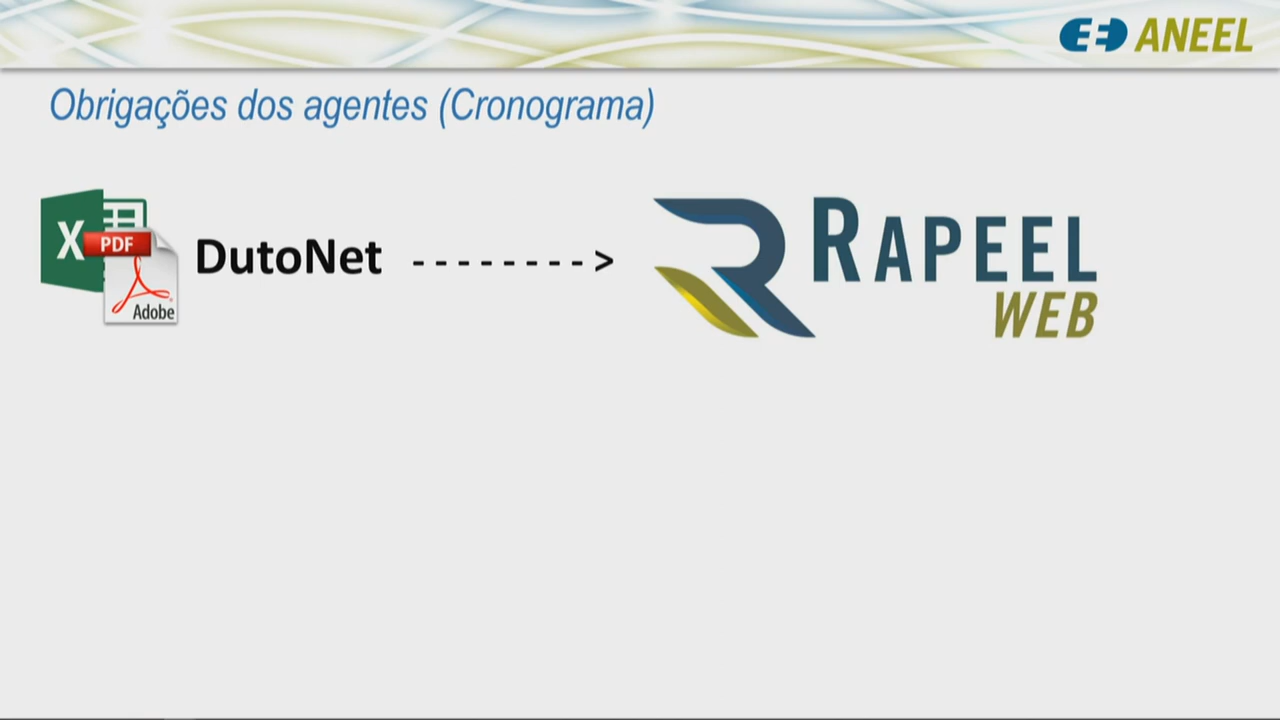 ANEEL
Obrigações dos agentes (Cronograma)
X
PDF
Adobe
DutoNet - - - - - - - - >
RAPEEL
WEB